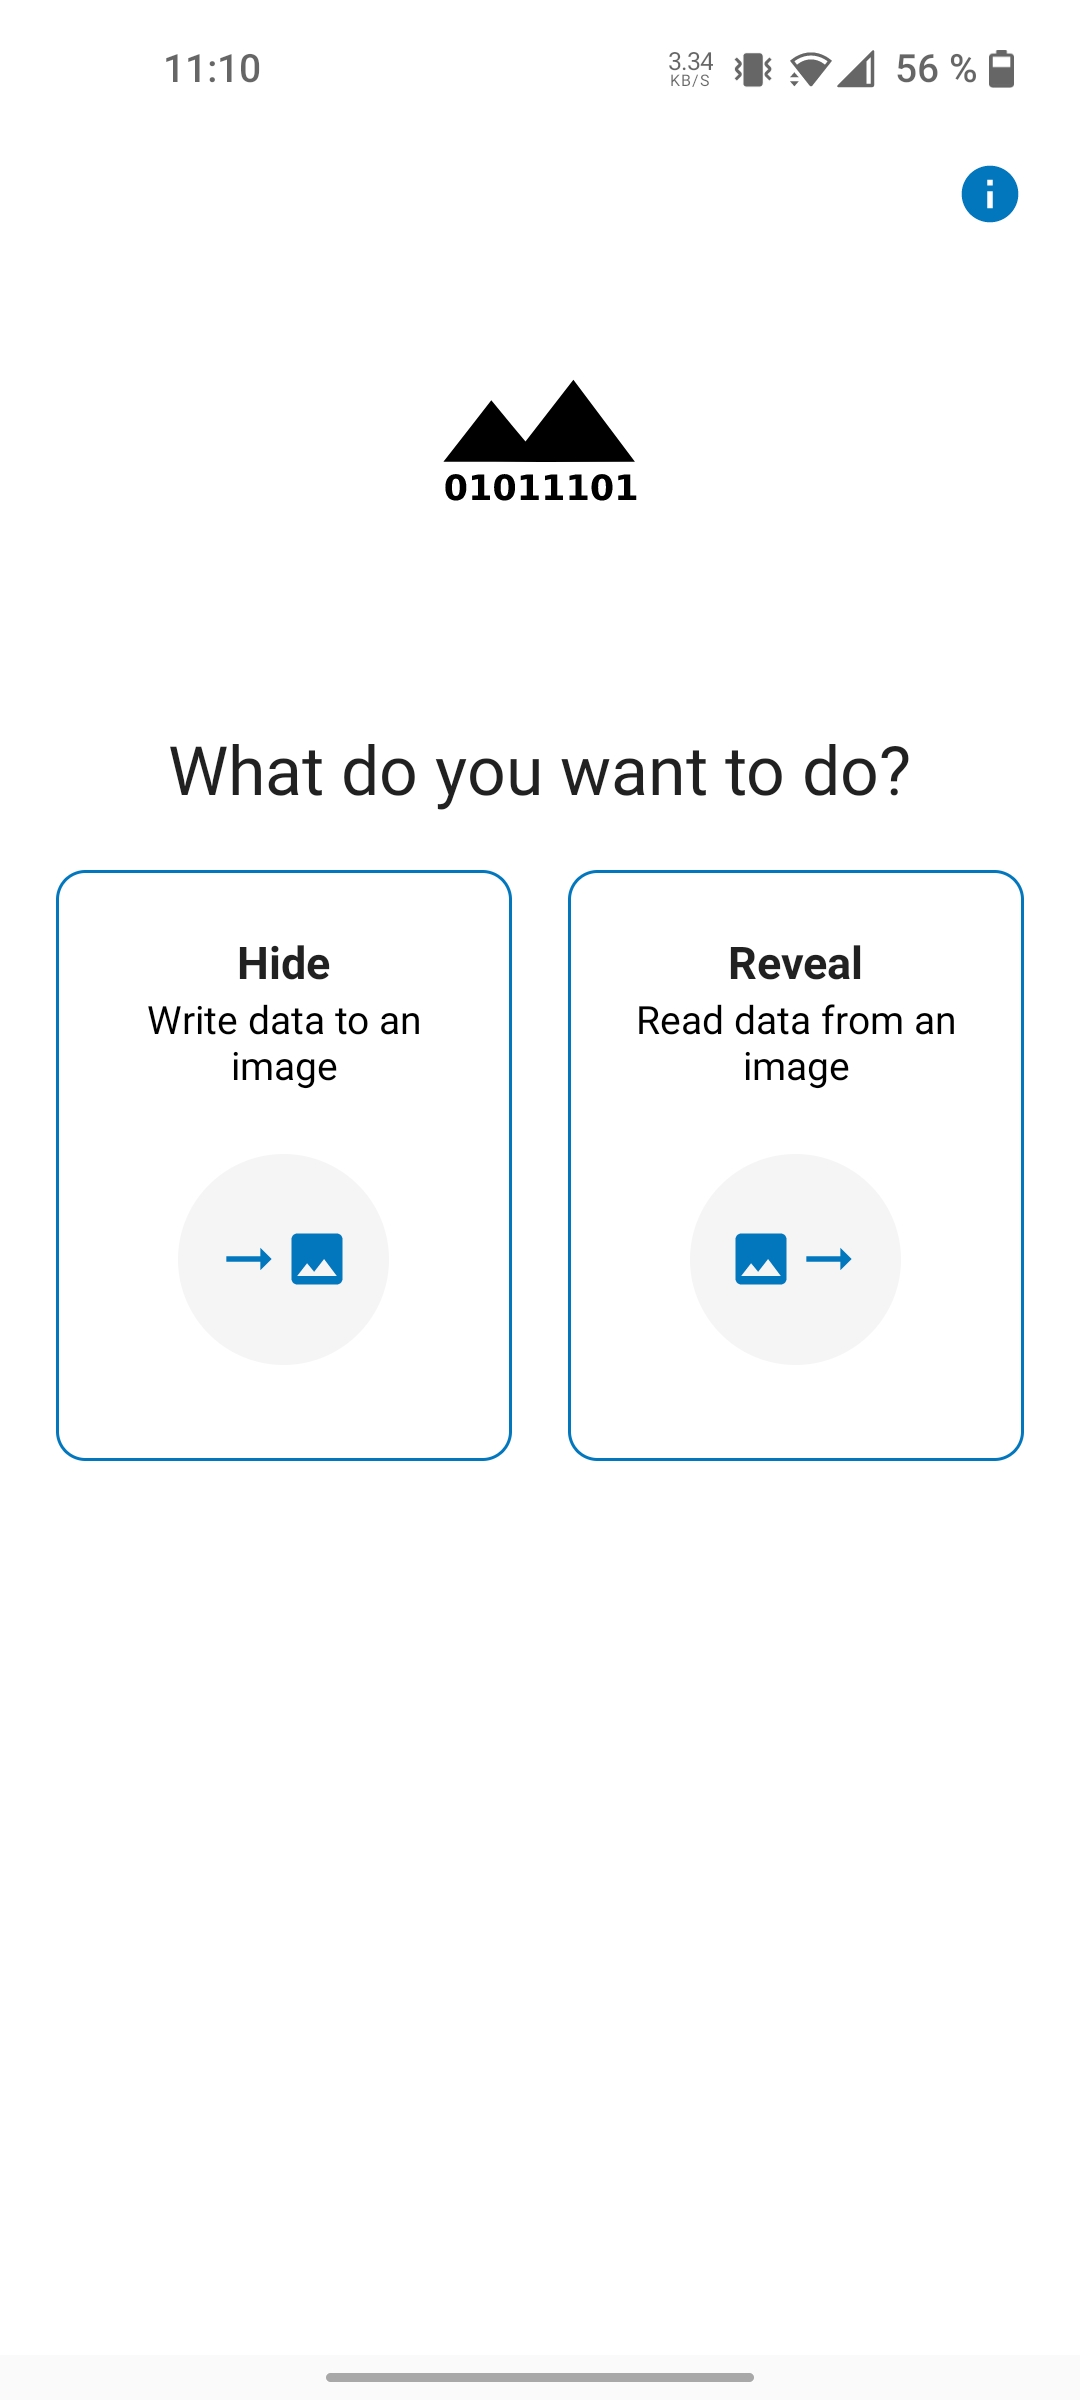 11:10
3.34
KB/S
56 %
01011101
What do you want to do?
Hide
Write data to an
image
Reveal
Read data from an
image